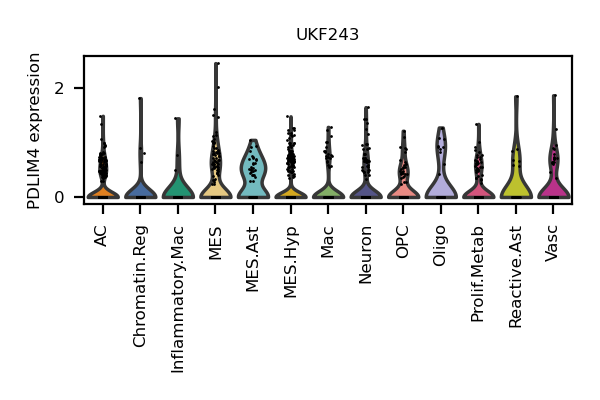 UKF243
PDLIM4 expression
2
0
AC
Chromatin.Reg
Inflammatory.Mac
MES
MES.Ast
MES.Hyp
Mac
Neuron
OPC
Oligo
Prolif.Metab
Reactive.Ast
Vasc